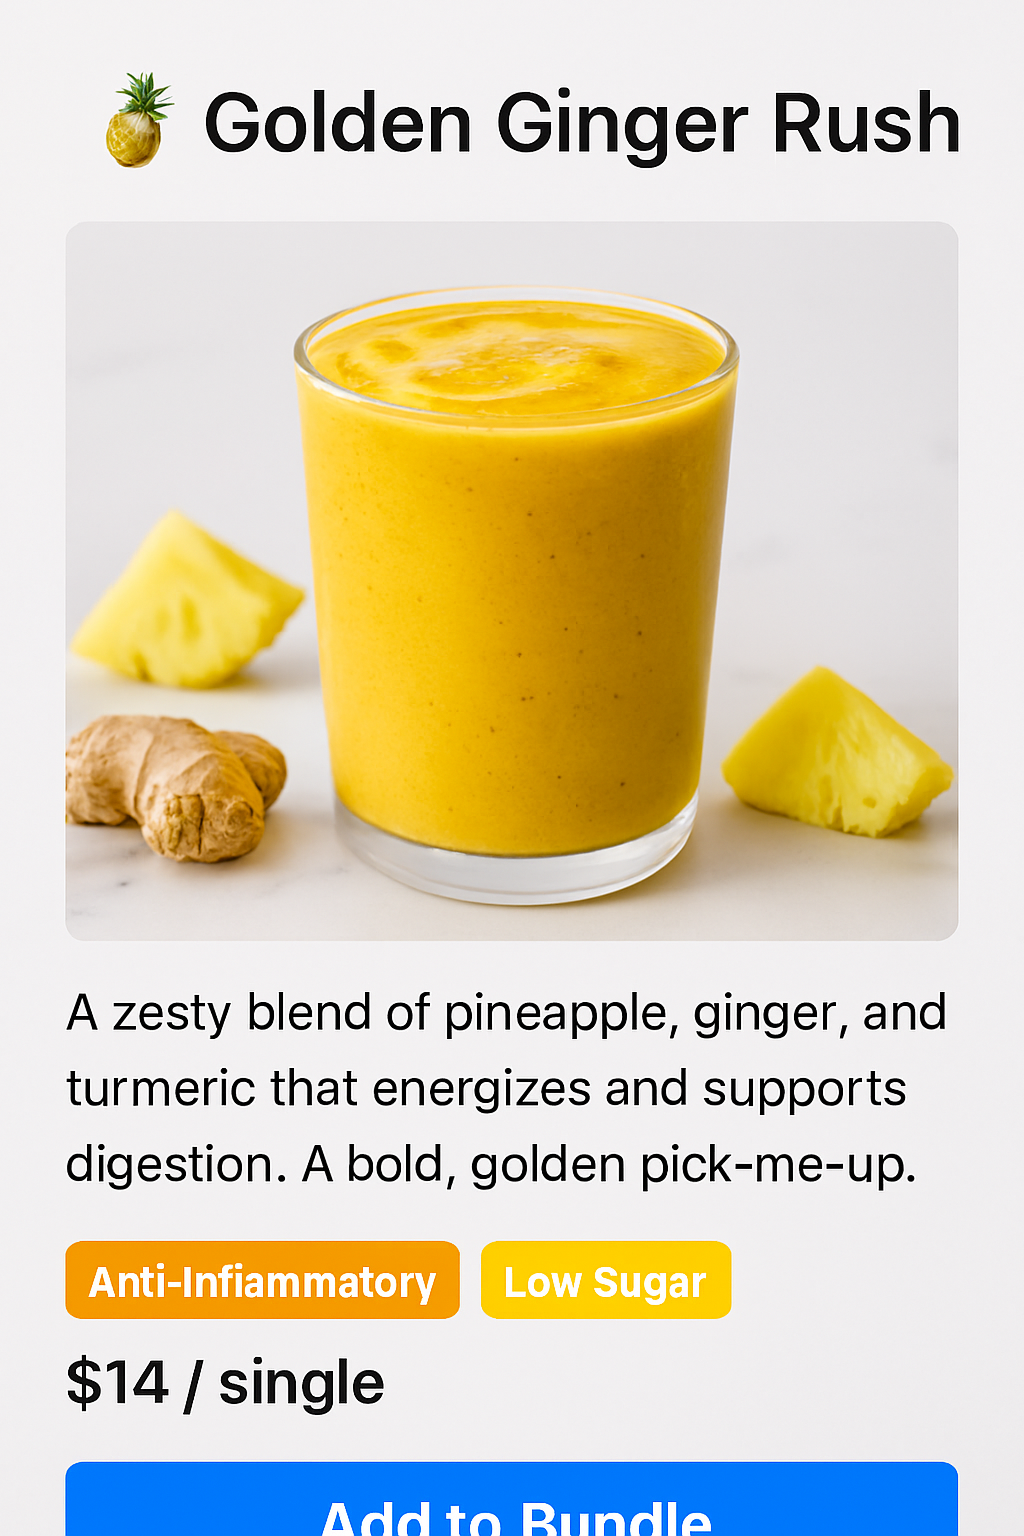 Golden Ginger Rush
A zesty blend of pineapple, ginger, and
turmeric that energizes and supports
digestion. A bold, golden pick-me-up.
Anti-Infiammatory
Low Sugar
$14 / single
Add to Bundle